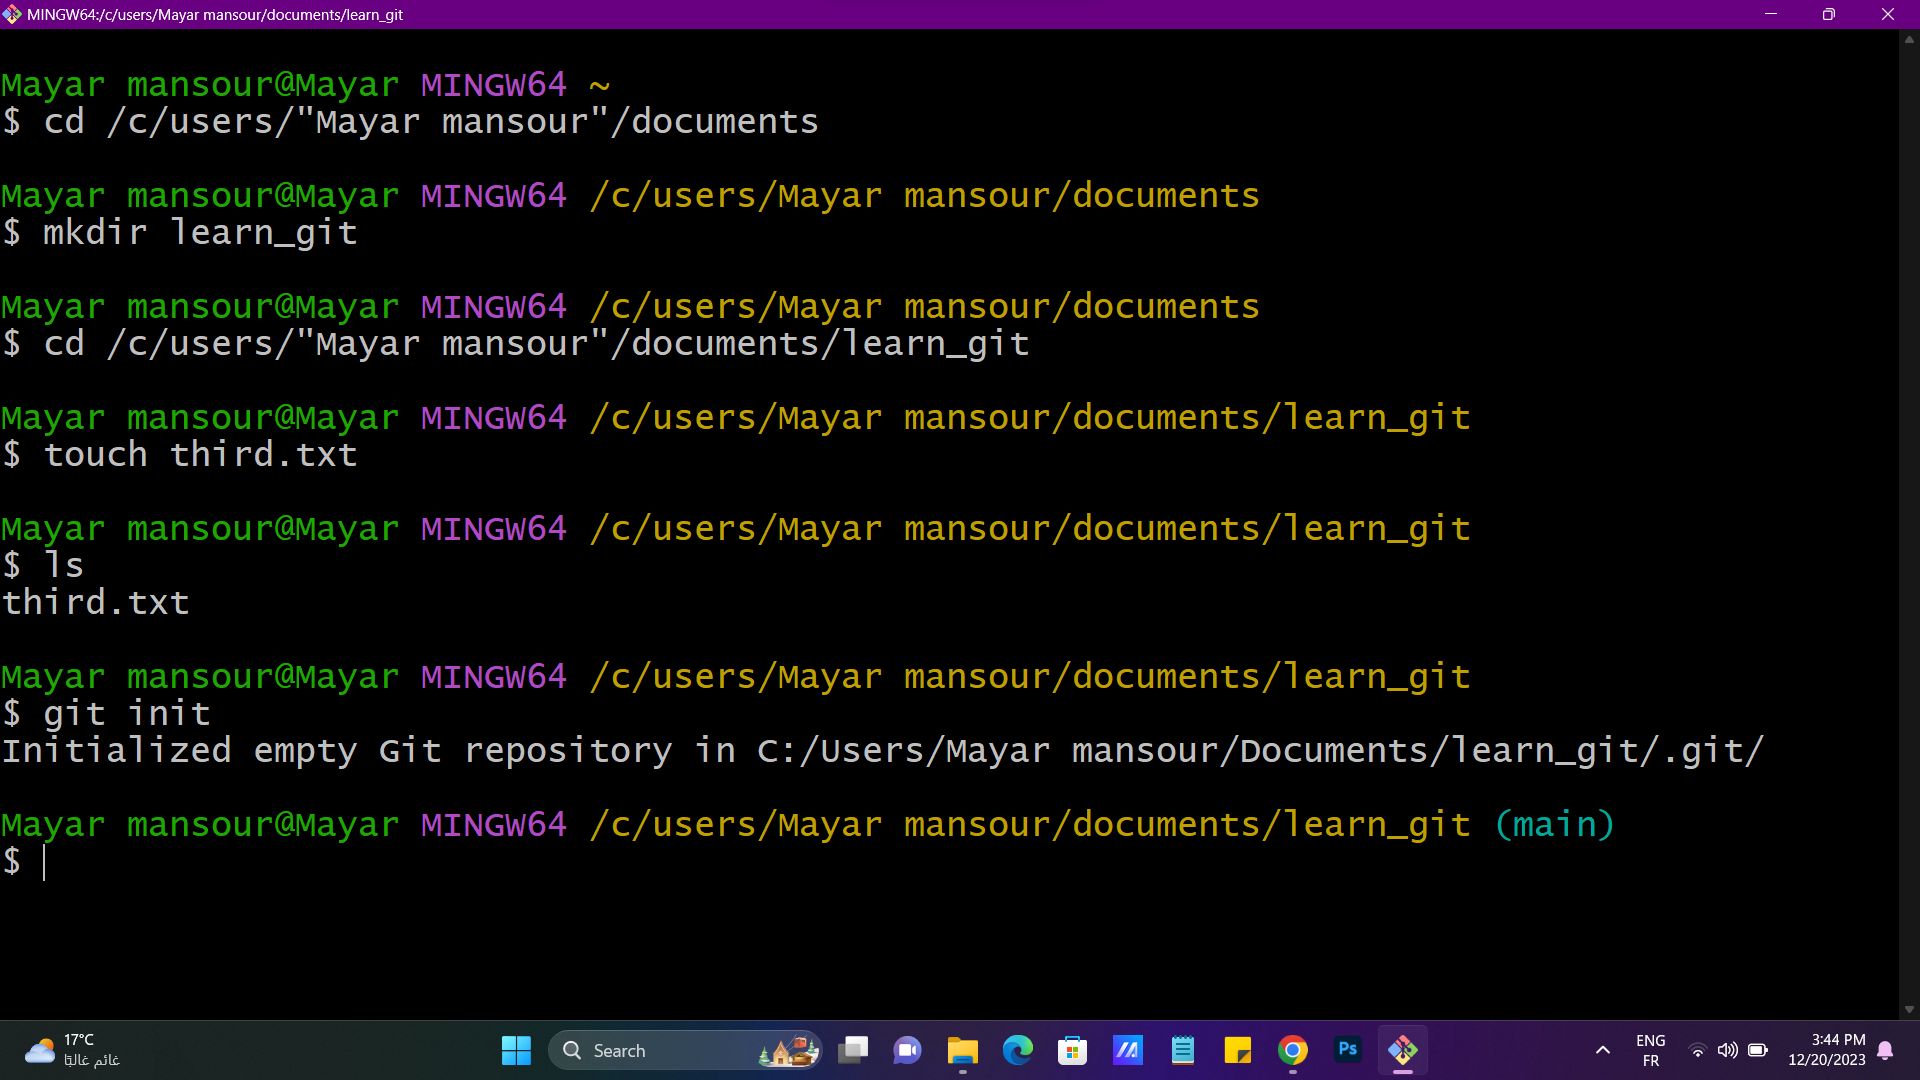 MINGW64:/c/users/Mayar mansour/documents/learn_git
Mayar mansour@Mayar MINGW64 ~
$ cd /c/users/"Mayar mansour"/documents
Mayar mansour@Mayar MINGW64 /c/users/Mayar mansour/documents
$ mkdir learn_git
Mayar mansour@Mayar MINGW64 /c/users/Mayar mansour/documents
$ cd /c/users/"Mayar mansour"/documents/learn_git
Mayar mansour@Mayar MINGW64 /c/users/Mayar mansour/documents/learn_git
$ touch third.txt
Mayar mansour@Mayar MINGW64 /c/users/Mayar mansour/documents/learn_git
$ ls
third.txt
Mayar mansour@Mayar MINGW64 /c/users/Mayar mansour/documents/learn_git
$ git init
Initialized empty Git repository in C:/Users/Mayar mansour/Documents/learn_git/.git/
Mayar mansour@Mayar MINGW64 /c/users/Mayar mansour/documents/learn_git (main)
$
17°C
غائم غالبًا
Search
Ps
ENG
FR
3:44 PM
12/20/2023